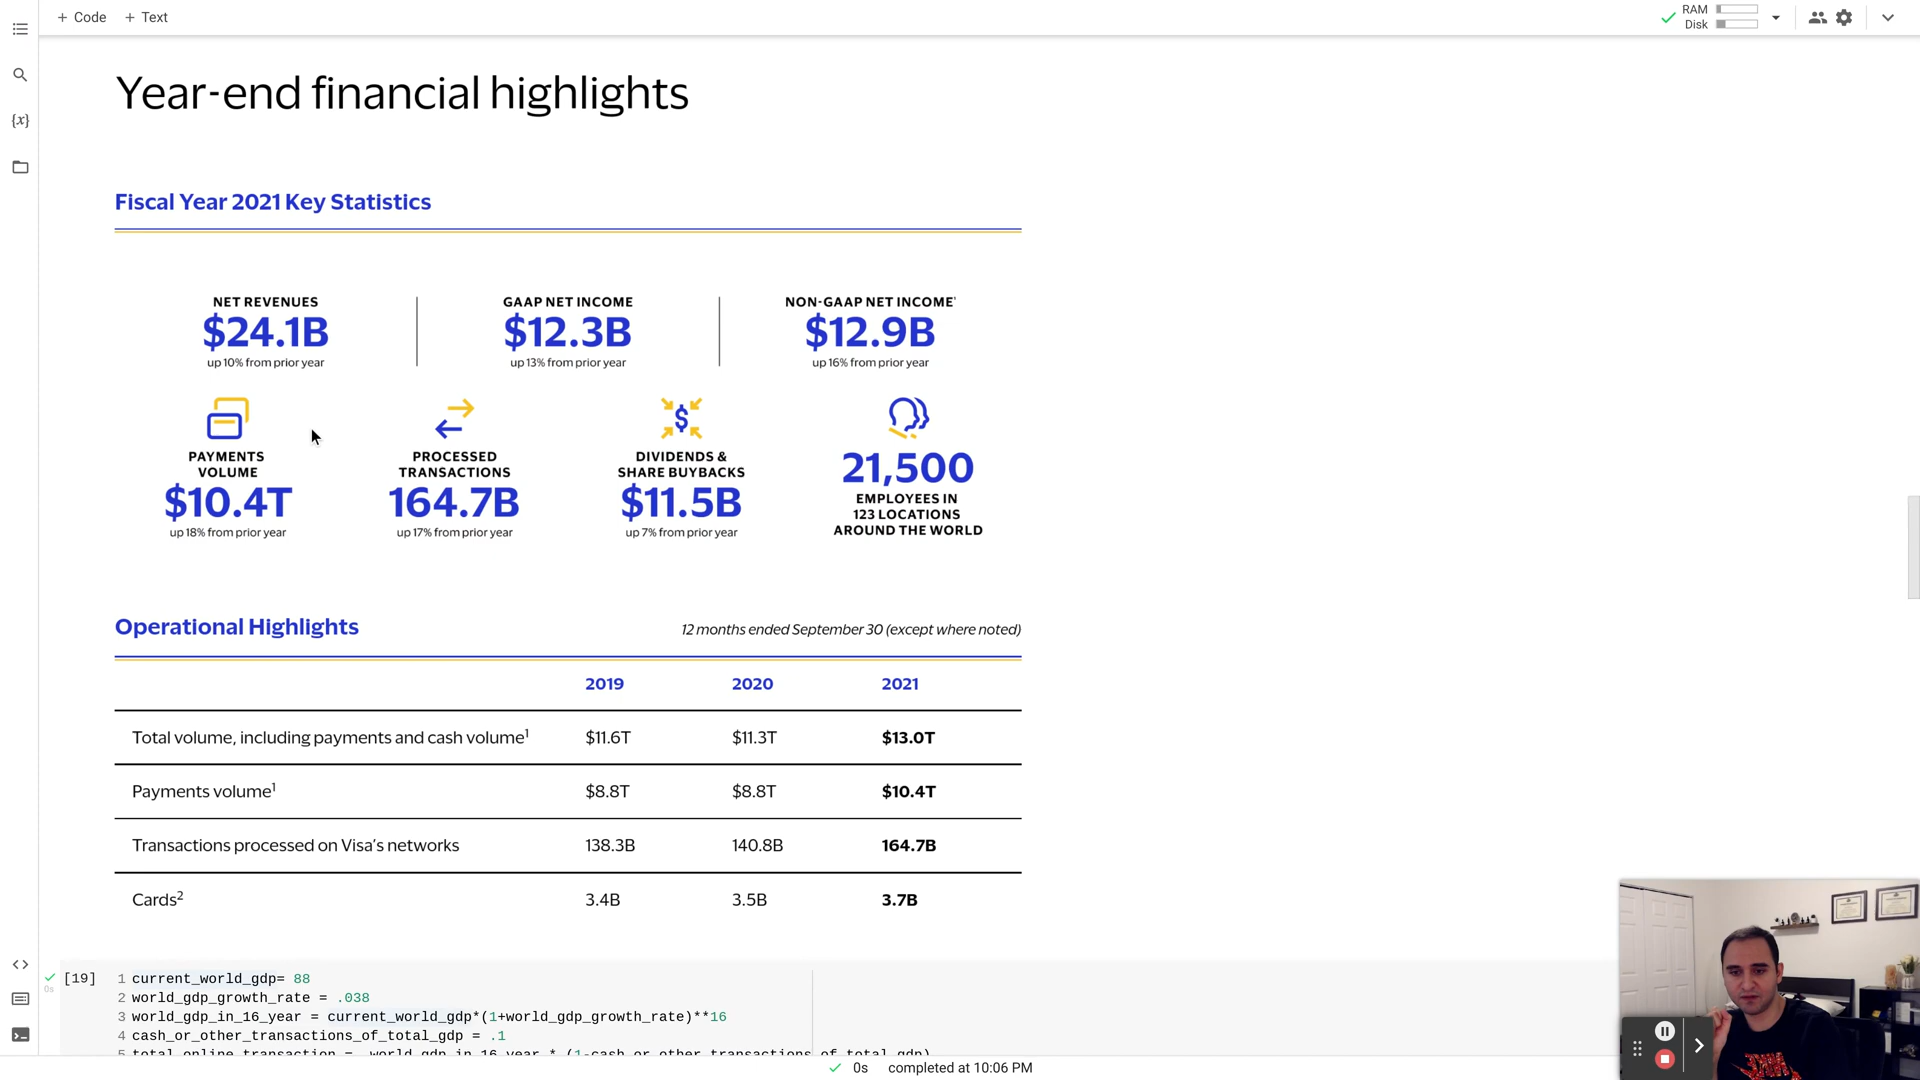 + Code + Text
RAM
Disk
{x}
Year-end financial highlights
Fiscal Year 2021 Key Statistics
NET REVENUES
$24.1B
up 10% from prior year
GAAP NET INCOME
$12.3B
up 13% from prior year
NON-GAAP NET INCOME¹
$12.9B
up 16% from prior year
PAYMENTS
VOLUME
$10.4T
up 18% from prior year
PROCESSED
TRANSACTIONS
164.7B
up 17% from prior year
$
DIVIDENDS &
SHARE BUYBACKS
$11.5B
up 7% from prior year
21,500
EMPLOYEES IN
123 LOCATIONS
AROUND THE WORLD
Operational Highlights
12 months ended September 30 (except where noted)
2019 2020 2021
Total volume, including payments and cash volume¹ $11.6T $11.3T $13.0T
Payments volume¹ $8.8T $8.8T $10.4T
Transactions processed on Visa's networks 138.3B 140.8B 164.7B
Cards² 3.4B 3.5B 3.7B
[19]
0s
1 current_world_gdp= 88
2 world_gdp_growth_rate = .038
3 world_gdp_in_16_year = current_world_gdp*(1+world_gdp_growth_rate)**16
4 cash_or_other_transactions_of_total_gdp = .1
5 total_online_transaction = world_gdp_in_16_year * (1-cash_or_other_transactions_of_total_gdp)
0s completed at 10:06 PM